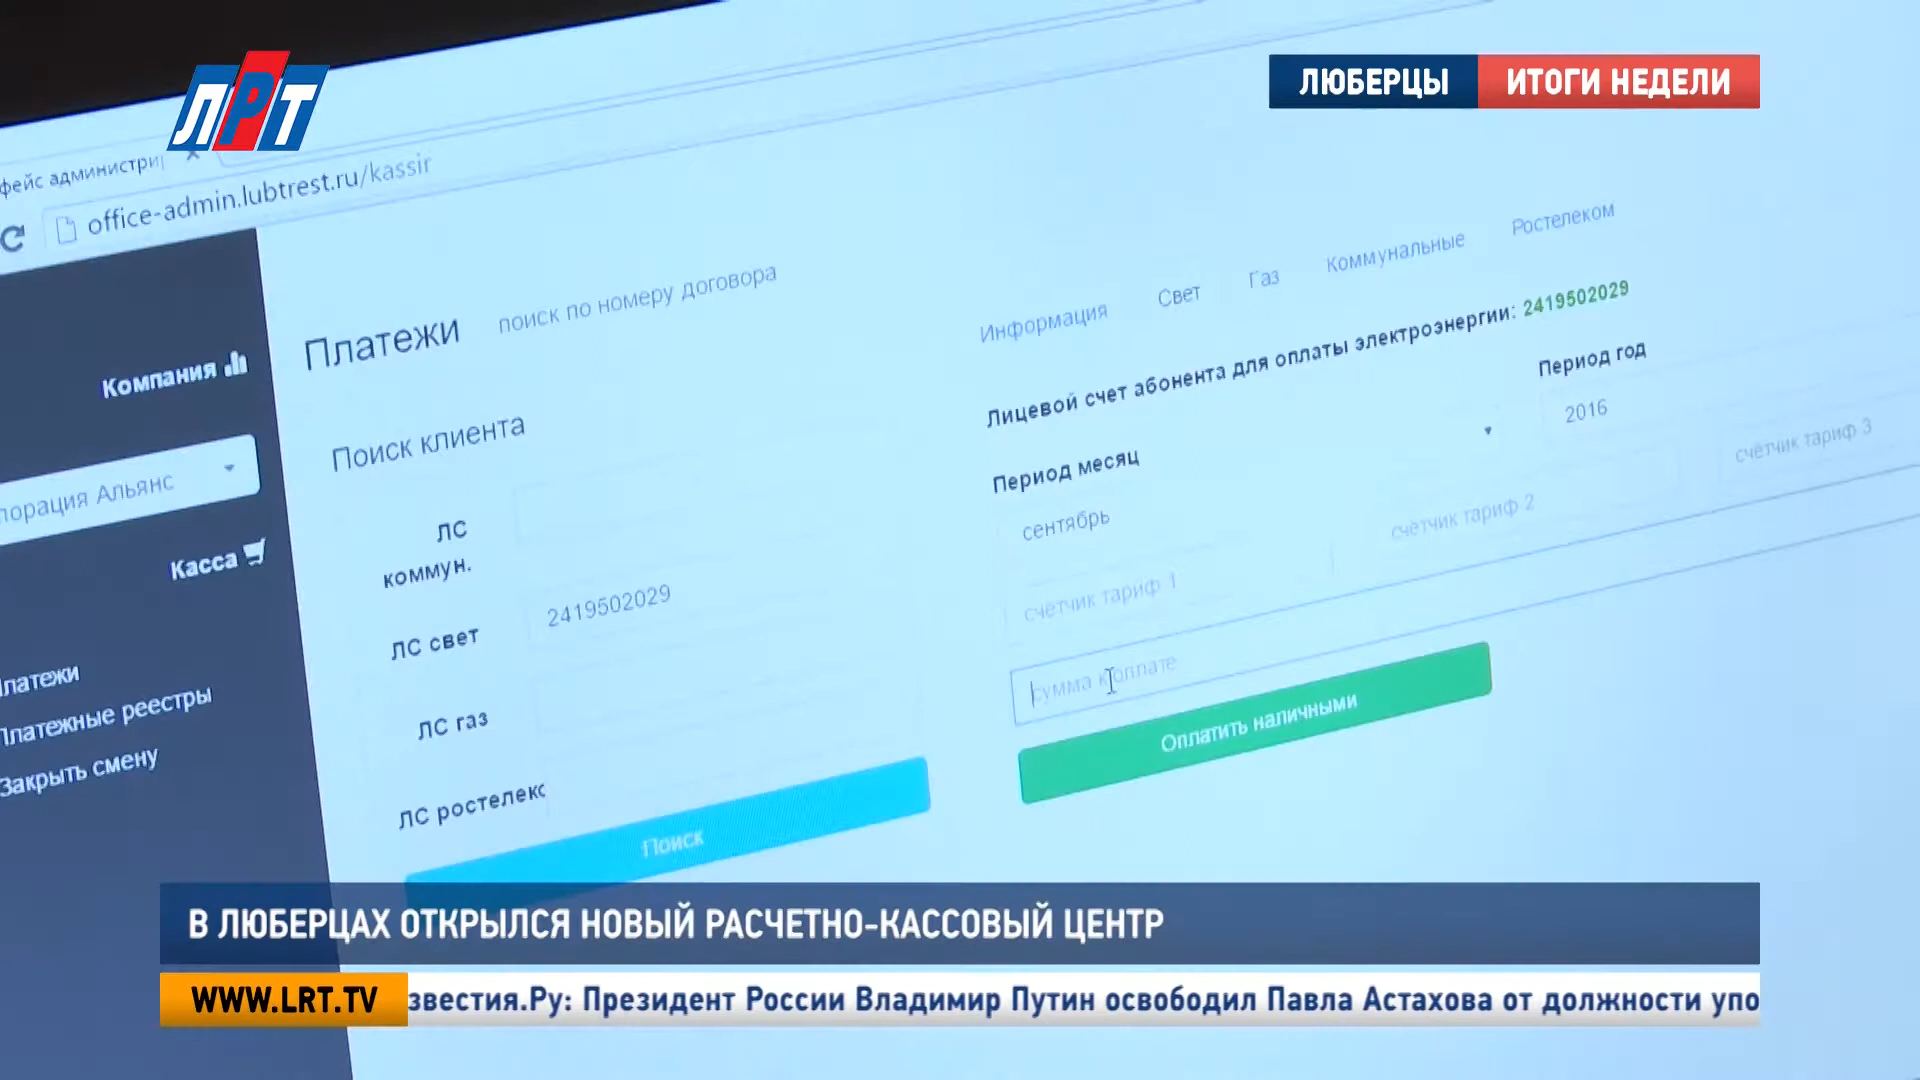 ЛРТ
ЛЮБЕРЦЫ ИТОГИ НЕДЕЛИ
фейс администри
office-admin.lubtrest.ru/kassir
Компания
порация Альянс
Касса
Платежи
Платежные реестры
Закрыть смену
Платежи поиск по номеру договора
Поиск клиента
ЛС
коммун.
ЛС свет 2419502029
ЛС газ
ЛС ростелекс
Поиск
Информация Свет Газ Коммунальные Ростелеком
Лицевой счет абонента для оплаты электроэнергии: 2419502029
Период месяц Период год
сентябрь 2016
счетчик тариф 1 счетчик тариф 2 счетчик тариф 3
сумма к оплате
Оплатить наличными
В ЛЮБЕРЦАХ ОТКРЫЛСЯ НОВЫЙ РАСЧЕТНО-КАССОВЫЙ ЦЕНТР
WWW.LRT.TV звестия.Ру: Президент России Владимир Путин освободил Павла Астахова от должности упо